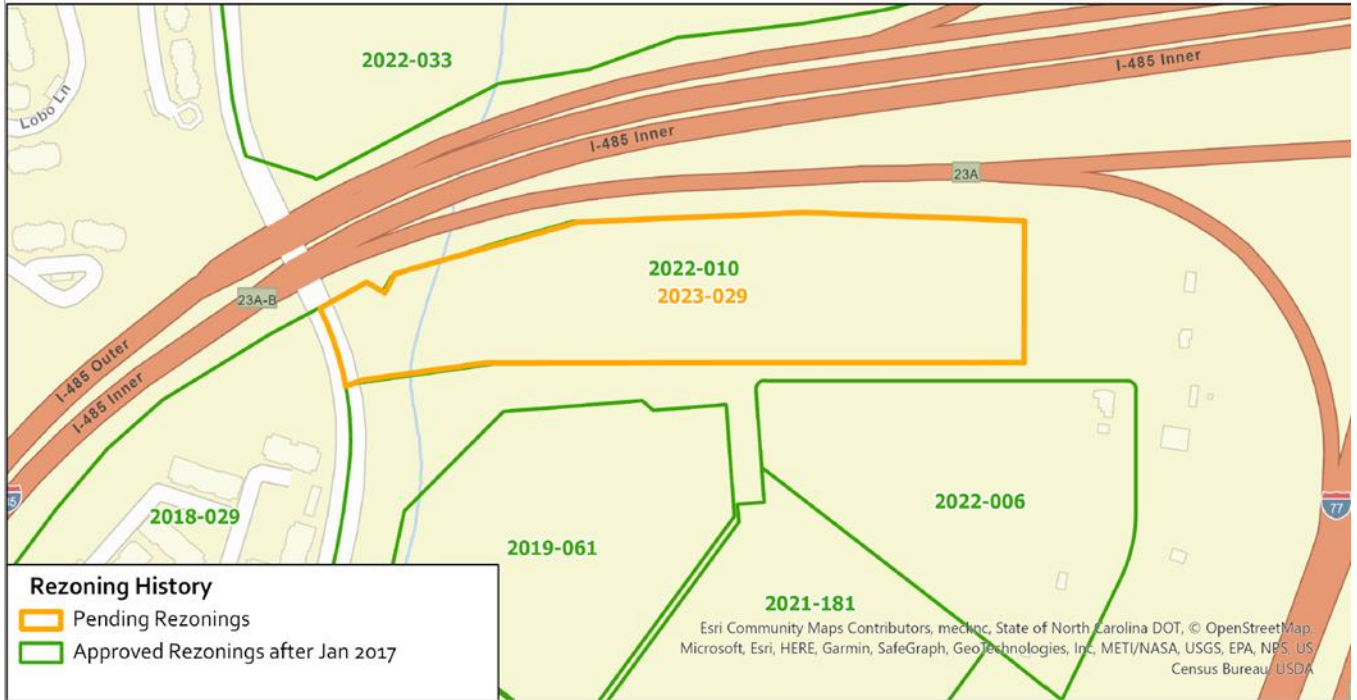 2022-033
Lobo Ln
I-485 Inner
I-485 Inner
23A
2022-010
2023-029
23A-B
I-485 Outer
I-485 Inner
77
2018-029
2019-061
2022-006
2021-181
Rezoning History
Pending Rezonings
Approved Rezonings after Jan 2017
Esri Community Maps Contributors, mecknc, State of North Carolina DOT, © OpenStreetMap,
Microsoft, Esri, HERE, Garmin, SafeGraph, GeoTechnologies, Inc, METI/NASA, USGS, EPA, NPS, US
Census Bureau, USDA